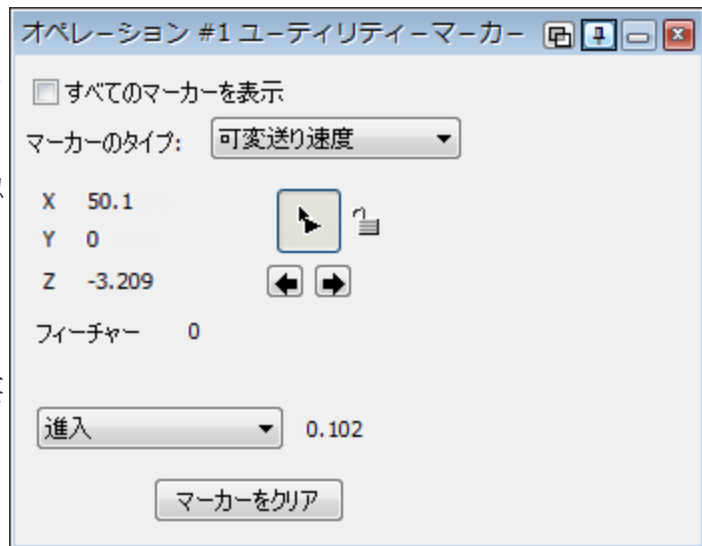 オペレーション #1 ユーティリティーマーカー
すべてのマーカーを表示
マーカーのタイプ: 可変送り速度
X 50.1
Y 0
Z -3.209
フィーチャー 0
進入 0.102
マーカーをクリア